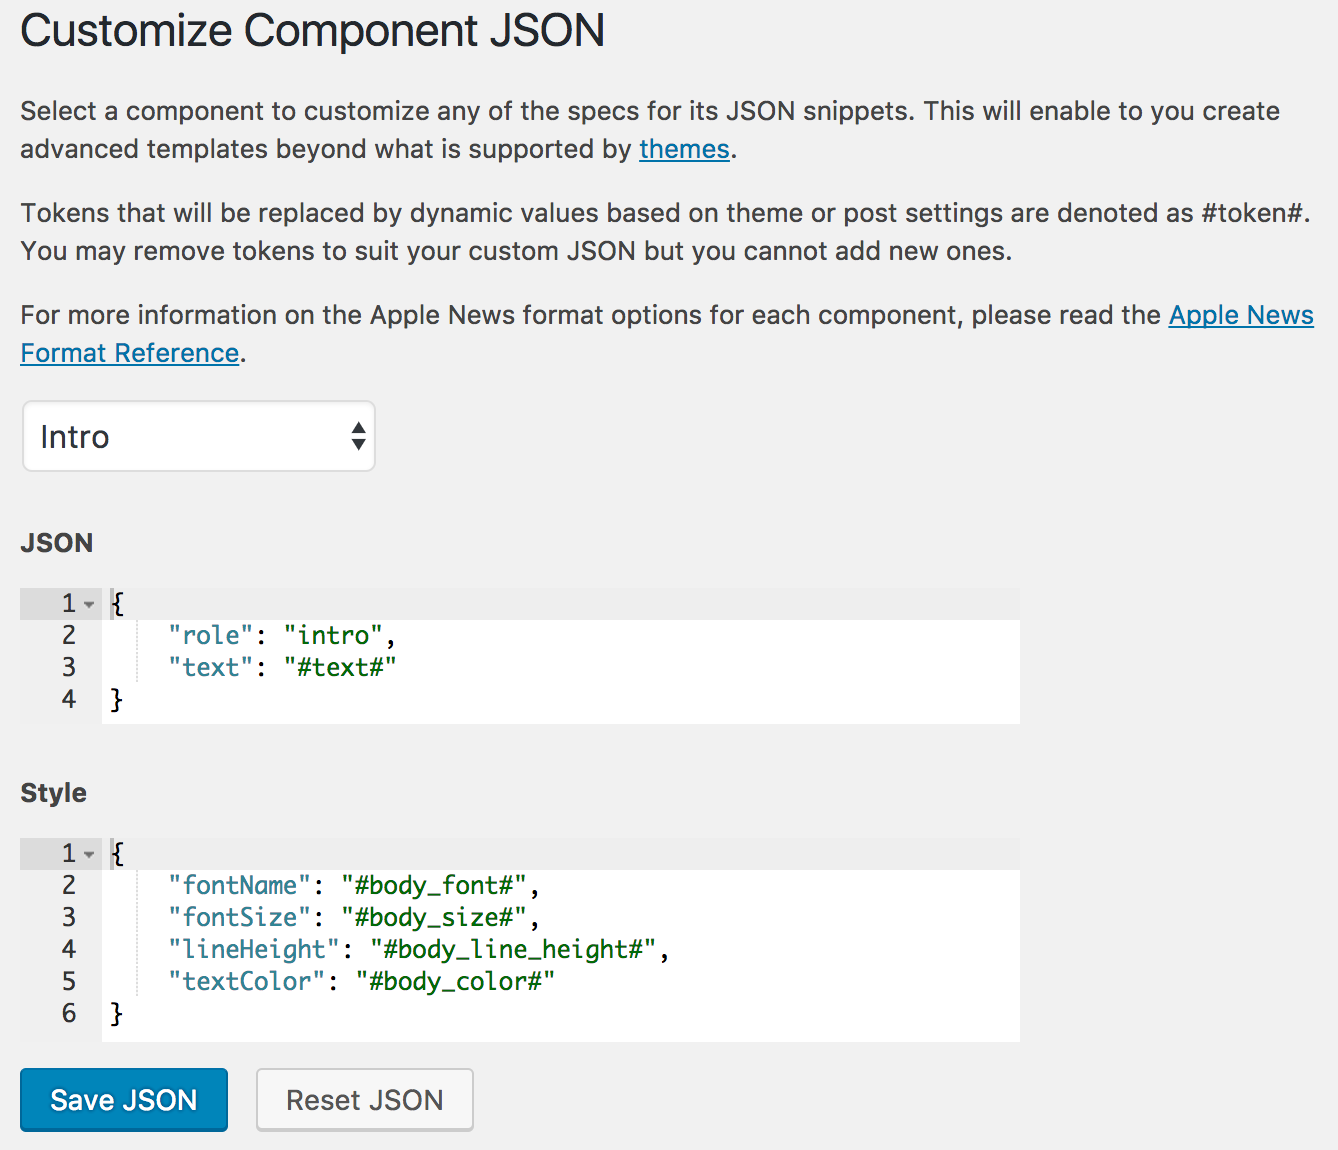 Customize Component JSON
Select a component to customize any of the specs for its JSON snippets. This will enable to you create
advanced templates beyond what is supported by themes.
Tokens that will be replaced by dynamic values based on theme or post settings are denoted as #token#.
You may remove tokens to suit your custom JSON but you cannot add new ones.
For more information on the Apple News format options for each component, please read the Apple News
Format Reference.
Intro
JSON
1 {
2 "role": "intro",
3 "text": "#text#"
4 }
Style
1 {
2 "fontName": "#body_font#",
3 "fontSize": "#body_size#",
4 "lineHeight": "#body_line_height#",
5 "textColor": "#body_color#"
6 }
Save JSON Reset JSON